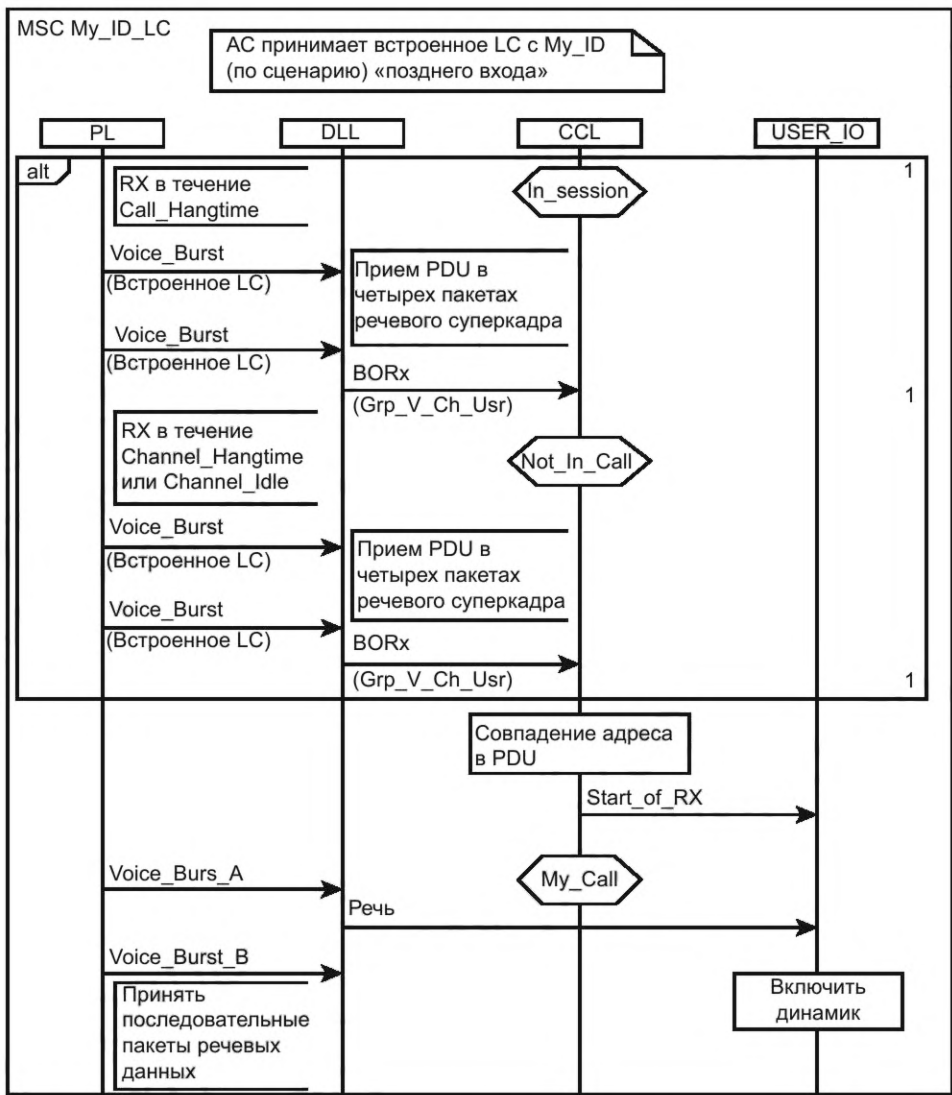 MSC My_ID_LC
АС принимает встроенное LC с My_ID
(по сценарию) «позднего входа»
PL
DLL
CCL
USER_IO
alt
1
RX в течение
Call_Hangtime
In_session
Voice_Burst
(Встроенное LC)
Прием PDU в
четырех пакетах
речевого суперкадра
Voice_Burst
(Встроенное LC)
BORx
(Grp_V_Ch_Usr)
1
RX в течение
Channel_Hangtime
или Channel_Idle
Not_In_Call
Voice_Burst
(Встроенное LC)
Прием PDU в
четырех пакетах
речевого суперкадра
Voice_Burst
(Встроенное LC)
BORx
(Grp_V_Ch_Usr)
1
Совпадение адреса
в PDU
Start_of_RX
Voice_Burs_A
My_Call
Речь
Voice_Burst_B
Принять
последовательные
пакеты речевых
данных
Включить
динамик